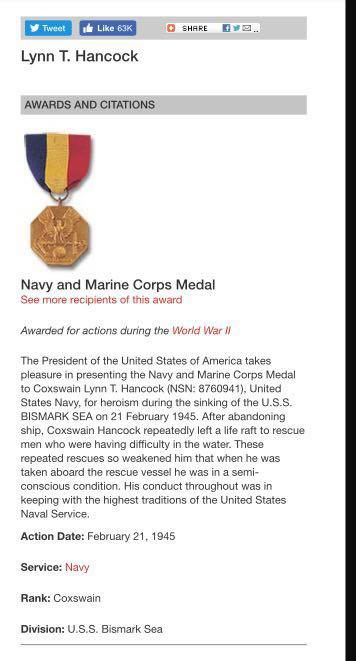 Tweet Like 63K SHARE
Lynn T. Hancock
AWARDS AND CITATIONS
Navy and Marine Corps Medal
See more recipients of this award
Awarded for actions during the World War II
The President of the United States of America takes
pleasure in presenting the Navy and Marine Corps Medal
to Coxswain Lynn T. Hancock (NSN: 8760941), United
States Navy, for heroism during the sinking of the U.S.S.
BISMARK SEA on 21 February 1945. After abandoning
ship, Coxswain Hancock repeatedly left a life raft to rescue
men who were having difficulty in the water. These
repeated rescues so weakened him that when he was
taken aboard the rescue vessel he was in a semi-
conscious condition. His conduct throughout was in
keeping with the highest traditions of the United States
Naval Service.
Action Date: February 21, 1945
Service: Navy
Rank: Coxswain
Division: U.S.S. Bismark Sea